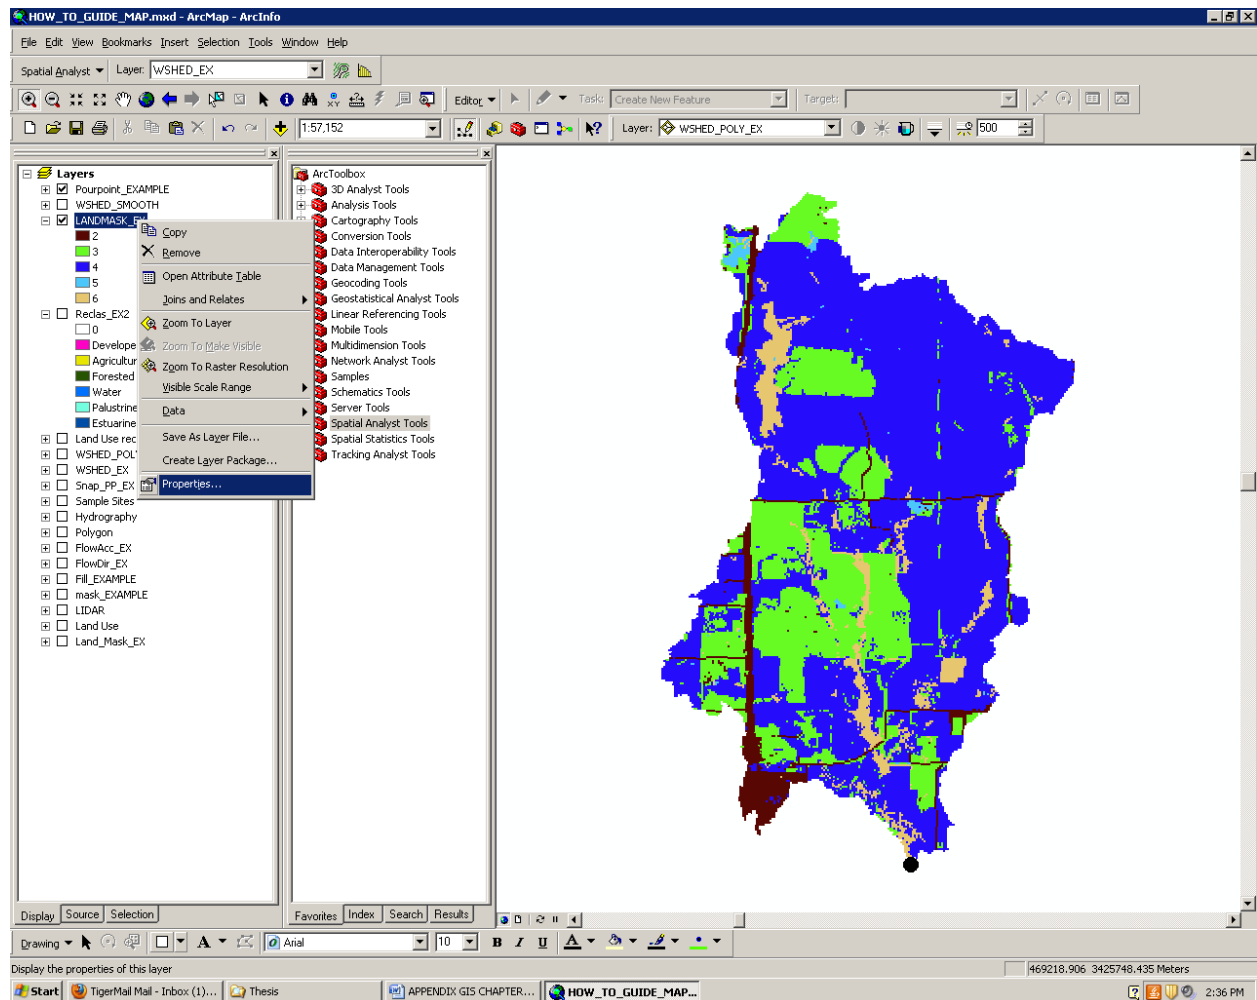 HOW_TO_GUIDE_MAP.mxd - ArcMap - ArcInfo
File Edit View Bookmarks Insert Selection Tools Window Help
Spatial Analyst Layer: WSHED_EX
Editor Task: Create New Feature Target:
1:57,152 Layer: WSHED_POLY_EX 500
Layers
Pourpoint_EXAMPLE
WSHED_SMOOTH
LANDMASK_EX
2
3
4
5
6
Reclas_EX2
0
Develope
Agricultur
Forested
Water
Palustrine
Estuarine
Land Use rec
WSHED_POLY
WSHED_EX
Snap_PP_EX
Sample Sites
Hydrography
Polygon
FlowAcc_EX
FlowDir_EX
Fill_EXAMPLE
mask_EXAMPLE
LIDAR
Land Use
Land_Mask_EX
Copy
Remove
Open Attribute Table
Joins and Relates
Zoom To Layer
Zoom To Make Visible
Zoom To Raster Resolution
Visible Scale Range
Data
Save As Layer File...
Create Layer Package...
Properties...
ArcToolbox
3D Analyst Tools
Analysis Tools
Cartography Tools
Conversion Tools
Data Interoperability Tools
Data Management Tools
Geocoding Tools
Geostatistical Analyst Tools
Linear Referencing Tools
Mobile Tools
Multidimension Tools
Network Analyst Tools
Samples
Schematics Tools
Server Tools
Spatial Analyst Tools
Spatial Statistics Tools
Tracking Analyst Tools
Display Source Selection
Favorites Index Search Results
Drawing A Arial 10 B I U A
Display the properties of this layer
469218.906 3425748.435 Meters
Start TigerMail Mail - Inbox (1)... Thesis APPENDIX GIS CHAPTER... HOW_TO_GUIDE_MAP... 2:36 PM